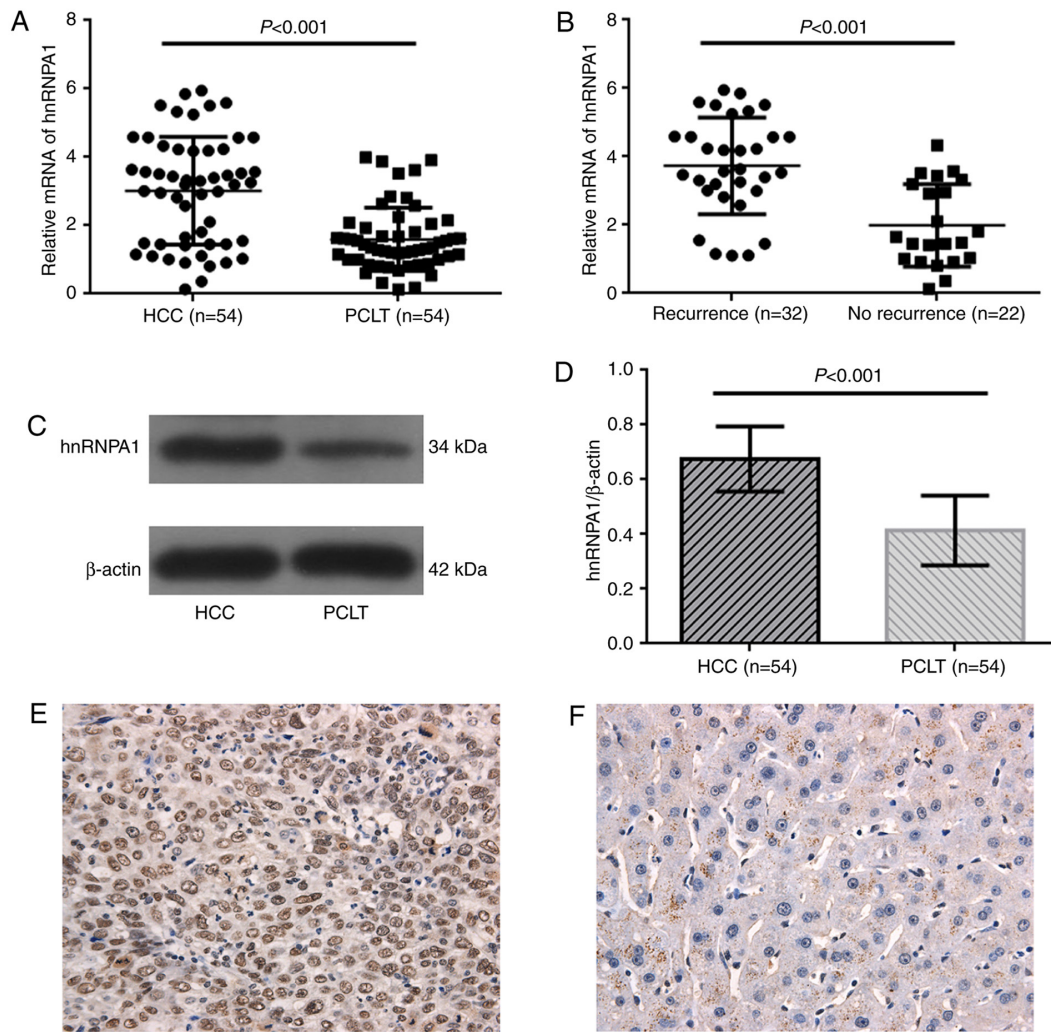 A
Relative mRNA of hnRNPA1
8
6
4
2
0
P<0.001
HCC (n=54)
PCLT (n=54)
B
Relative mRNA of hnRNPA1
8
6
4
2
0
P<0.001
Recurrence (n=32)
No recurrence (n=22)
C
hnRNPA1
34 kDa
β-actin
42 kDa
HCC
PCLT
D
hnRNPA1/β-actin
1.0
0.8
0.6
0.4
0.2
0.0
P<0.001
HCC (n=54)
PCLT (n=54)
E
F